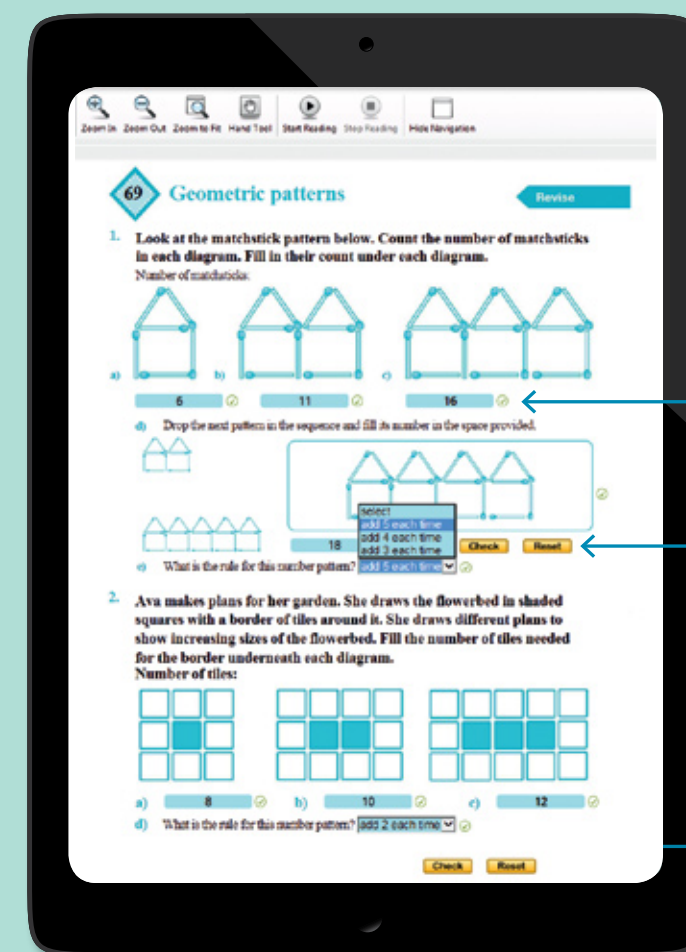 Zoom In Zoom Out Zoom to Fit Hand Tool Start Reading Stop Reading Hide Navigation
69 Geometric patterns Revise
1. Look at the matchstick pattern below. Count the number of matchsticks
in each diagram. Fill in their count under each diagram.
Number of matchsticks:
a) b) c)
6 11 16
d) Drop the next pattern in the sequence and fill its number in the space provided.
select
add 5 each time
add 4 each time
add 3 each time
18 Check Reset
e) What is the rule for this number pattern? add 5 each time
2. Ava makes plans for her garden. She draws the flowerbed in shaded
squares with a border of tiles around it. She draws different plans to
show increasing sizes of the flowerbed. Fill the number of tiles needed
for the border underneath each diagram.
Number of tiles:
a) 8 b) 10 c) 12
d) What is the rule for this number pattern? add 2 each time
Check Reset